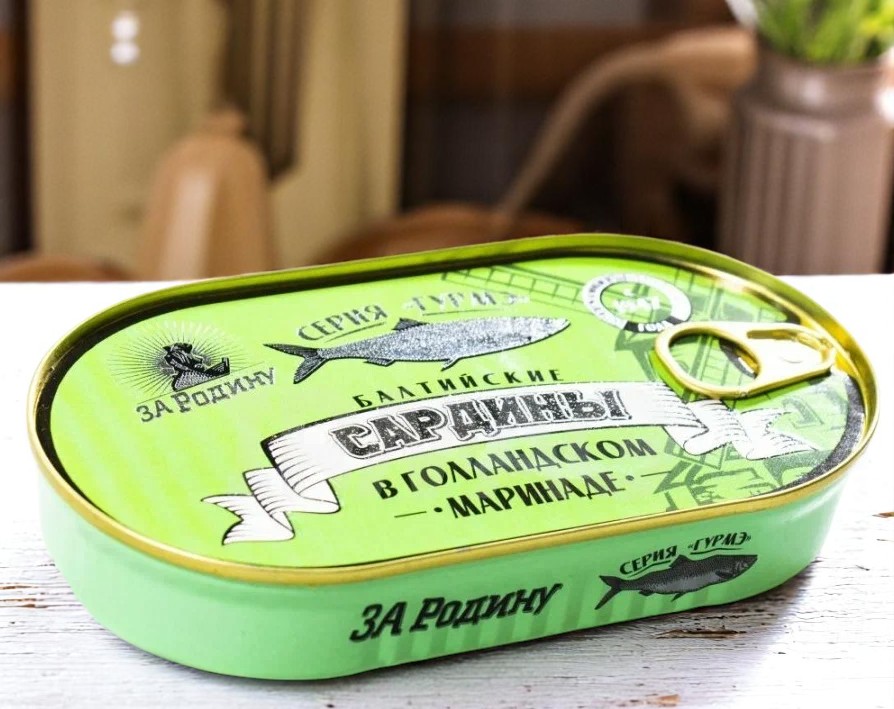 СЕРИЯ «ГУРМЭ»
ЗА РОДИНУ
БАЛТИЙСКИЕ
САРДИНЫ
В ГОЛЛАНДСКОМ
• МАРИНАДЕ •
ЗА РОДИНУ
СЕРИЯ «ГУРМЭ»